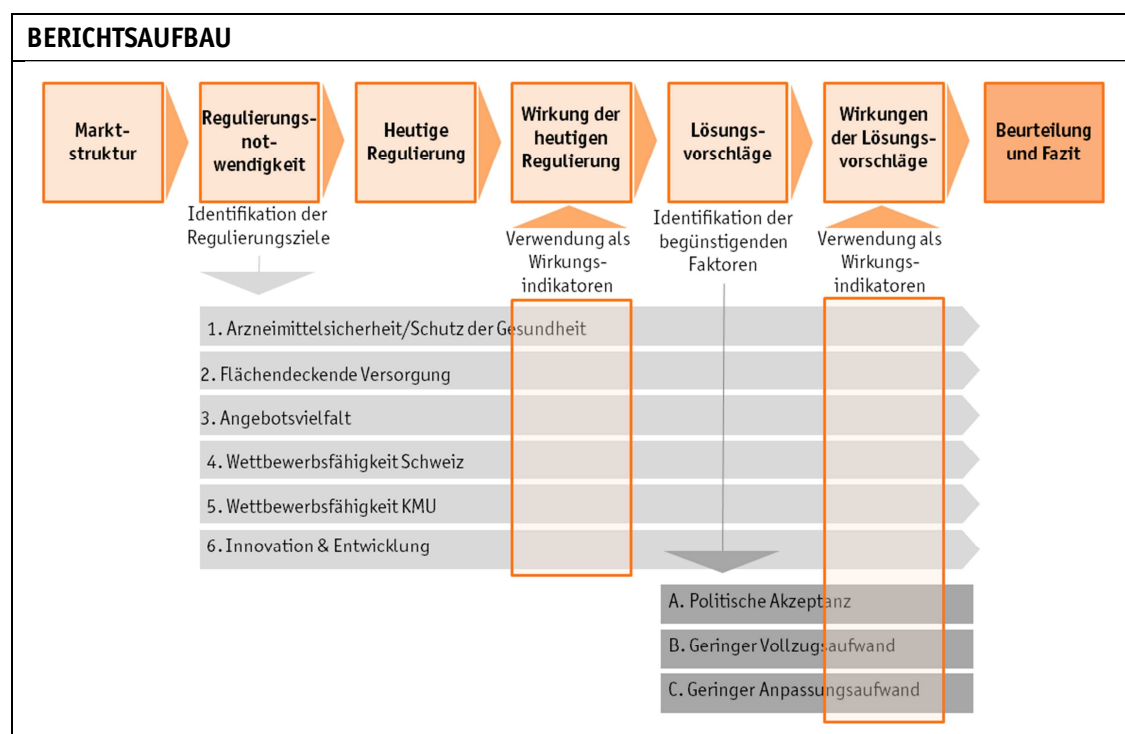 BERICHTSAUFBAU
Markt-
struktur
Regulierungs-
not-
wendigkeit
Heutige
Regulierung
Wirkung der
heutigen
Regulierung
Lösungs-
vorschläge
Wirkungen
der Lösungs-
vorschläge
Beurteilung
und Fazit
Identifikation der
Regulierungsziele
Verwendung als
Wirkungs-
indikatoren
Identifikation der
begünstigenden
Faktoren
Verwendung als
Wirkungs-
indikatoren
1. Arzneimittelsicherheit/Schutz der Gesundheit
2. Flächendeckende Versorgung
3. Angebotsvielfalt
4. Wettbewerbsfähigkeit Schweiz
5. Wettbewerbsfähigkeit KMU
6. Innovation & Entwicklung
A. Politische Akzeptanz
B. Geringer Vollzugsaufwand
C. Geringer Anpassungsaufwand